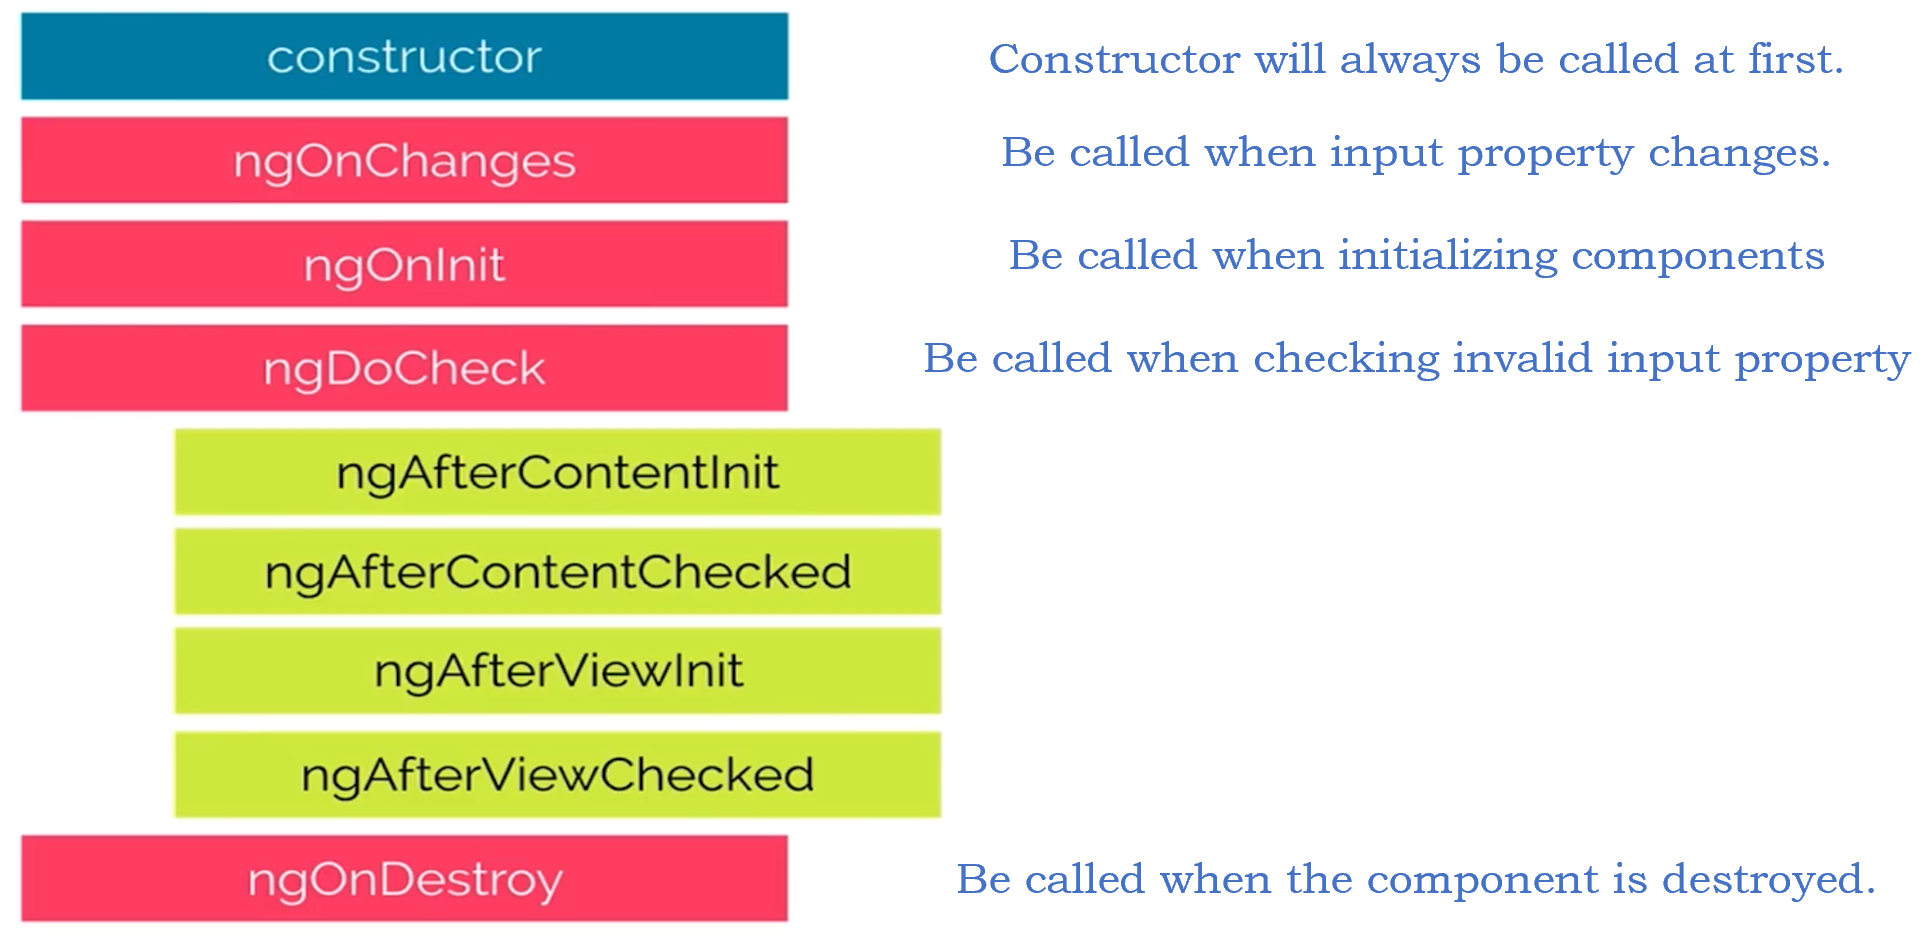 constructor
Constructor will always be called at first.
ngOnChanges
Be called when input property changes.
ngOnInit
Be called when initializing components
ngDoCheck
Be called when checking invalid input property
ngAfterContentInit
ngAfterContentChecked
ngAfterViewInit
ngAfterViewChecked
ngOnDestroy
Be called when the component is destroyed.